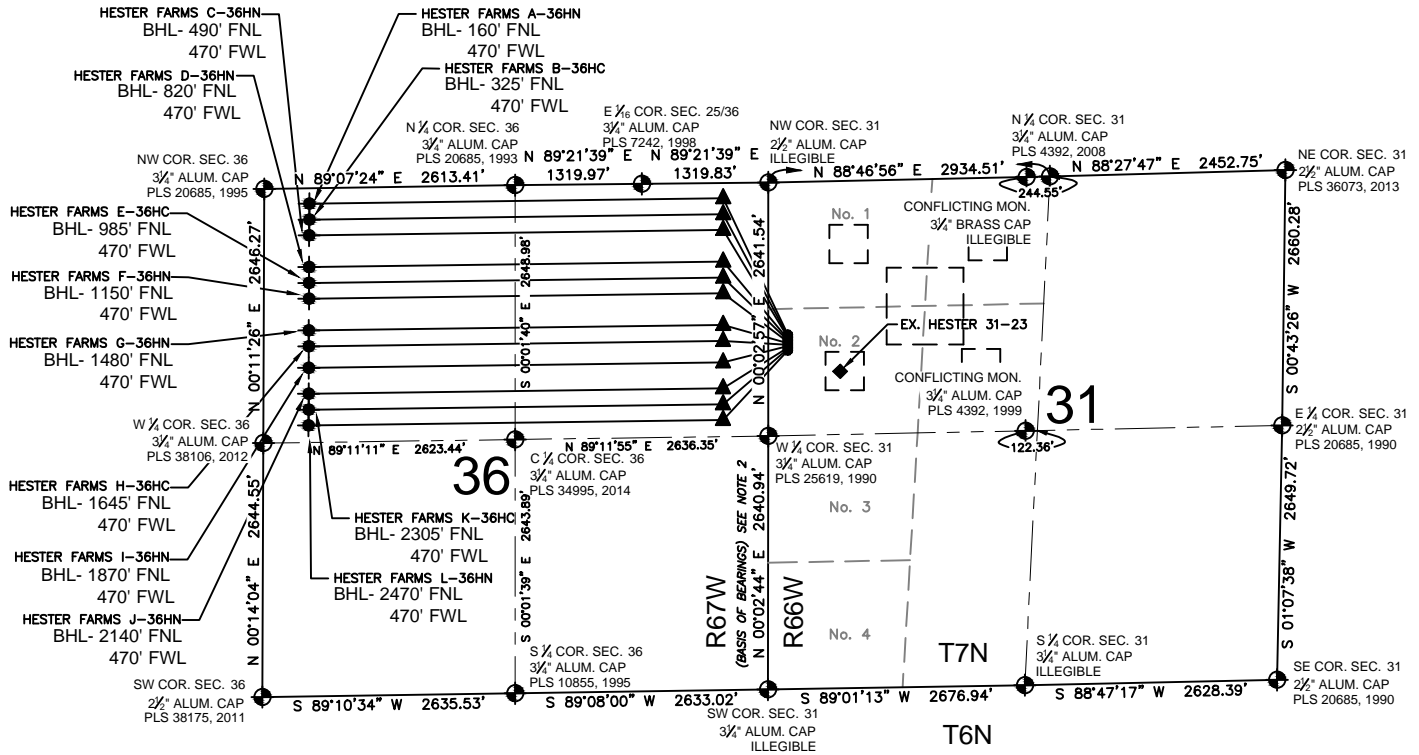 HESTER FARMS C-36HN
BHL- 490' FNL
470' FWL
HESTER FARMS A-36HN
BHL- 160' FNL
470' FWL
HESTER FARMS D-36HN
BHL- 820' FNL
470' FWL
HESTER FARMS B-36HC
BHL- 325' FNL
470' FWL
NW COR. SEC. 36
3¼" ALUM. CAP
PLS 20685, 1995
N ¼ COR. SEC. 36
3¼" ALUM. CAP
PLS 20685, 1993
E ¹⁄₁₆ COR. SEC. 25/36
3¼" ALUM. CAP
PLS 7242, 1998
NW COR. SEC. 31
2½" ALUM. CAP
ILLEGIBLE
N ¼ COR. SEC. 31
3¼" ALUM. CAP
PLS 4392, 2008
NE COR. SEC. 31
2½" ALUM. CAP
PLS 36073, 2013
N 89°07'24" E 2613.41'
N 89°21'39" E
1319.97'
N 89°21'39" E
1319.83'
N 88°46'56" E 2934.51'
N 88°27'47" E 2452.75'
244.55'
CONFLICTING MON.
3¼" BRASS CAP
ILLEGIBLE
No. 1
HESTER FARMS E-36HC
BHL- 985' FNL
470' FWL
HESTER FARMS F-36HN
BHL- 1150' FNL
470' FWL
HESTER FARMS G-36HN
BHL- 1480' FNL
470' FWL
N 00°11'26" E 2646.27'
S 00°01'40" E 2648.98'
N 00°02'57" E 2641.54'
S 00°43'26" W 2660.28'
EX. HESTER 31-23
No. 2
CONFLICTING MON.
3¼" ALUM. CAP
PLS 4392, 1999
31
W ¼ COR. SEC. 36
3¼" ALUM. CAP
PLS 38106, 2012
N 89°11'11" E 2623.44'
N 89°11'55" E 2636.35'
36
C ¼ COR. SEC. 36
3¼" ALUM. CAP
PLS 34995, 2014
W ¼ COR. SEC. 31
3¼" ALUM. CAP
PLS 25619, 1990
122.36'
E ¼ COR. SEC. 31
2½" ALUM. CAP
PLS 20685, 1990
HESTER FARMS H-36HC
BHL- 1645' FNL
470' FWL
HESTER FARMS I-36HN
BHL- 1870' FNL
470' FWL
HESTER FARMS J-36HN
BHL- 2140' FNL
470' FWL
HESTER FARMS K-36HC
BHL- 2305' FNL
470' FWL
HESTER FARMS L-36HN
BHL- 2470' FNL
470' FWL
N 00°14'04" E 2644.55'
S 00°01'39" E 2643.89'
R67W
(BASIS OF BEARINGS) SEE NOTE 2
N 00°02'44" E 2640.94'
R66W
No. 3
No. 4
S 01°07'38" W 2649.72'
T7N
T6N
SW COR. SEC. 36
2½" ALUM. CAP
PLS 38175, 2011
S ¼ COR. SEC. 36
3¼" ALUM. CAP
PLS 10855, 1995
S ¼ COR. SEC. 31
3¼" ALUM. CAP
ILLEGIBLE
SE COR. SEC. 31
2½" ALUM. CAP
PLS 20685, 1990
S 89°10'34" W 2635.53'
S 89°08'00" W 2633.02'
S 89°01'13" W 2676.94'
S 88°47'17" W 2628.39'
SW COR. SEC. 31
3¼" ALUM. CAP
ILLEGIBLE